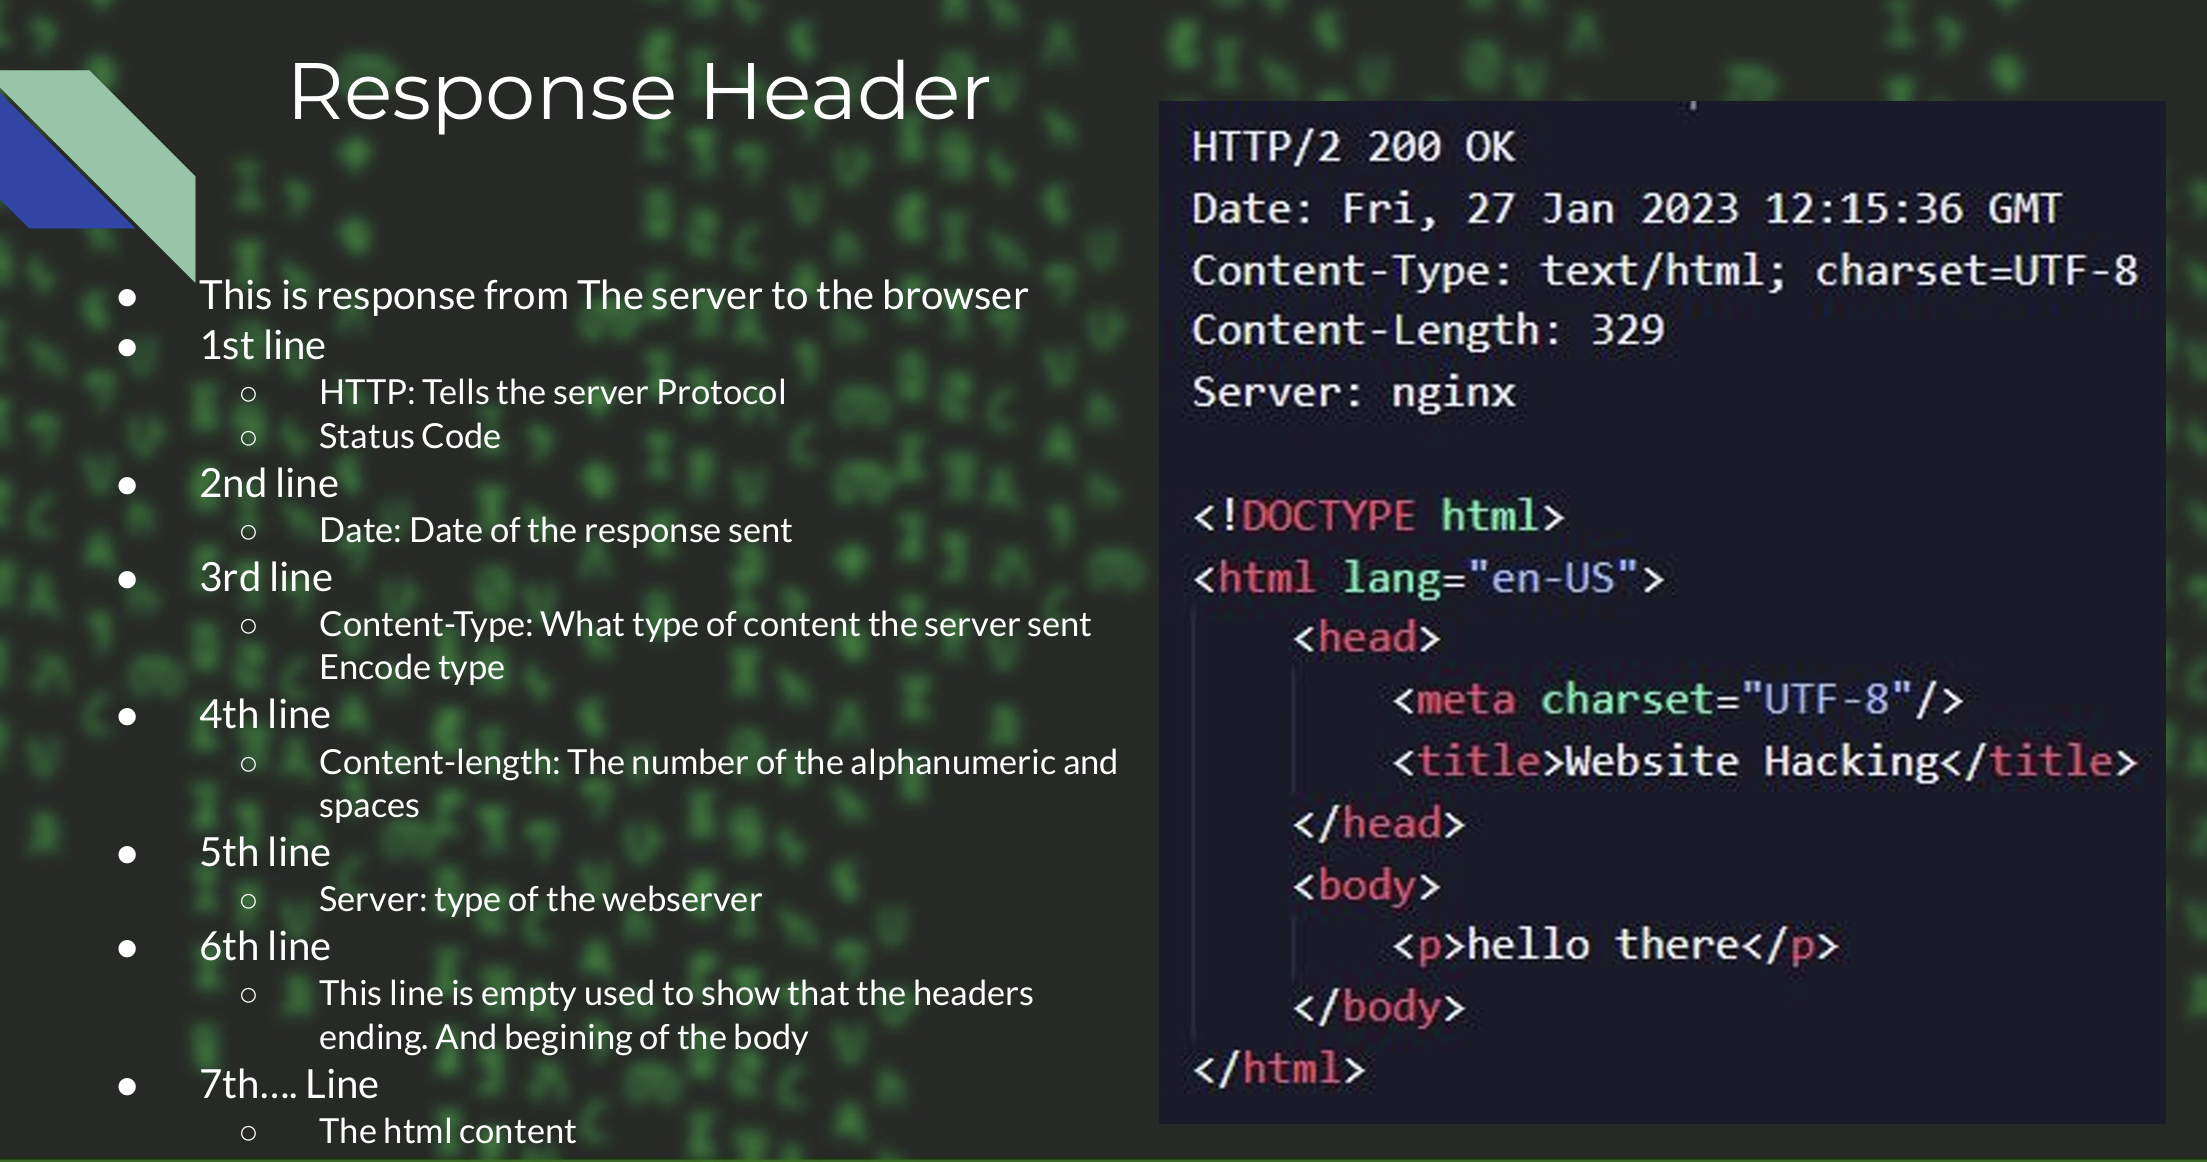 Response Header
● This is response from The server to the browser
● 1st line
○ HTTP: Tells the server Protocol
○ Status Code
● 2nd line
○ Date: Date of the response sent
● 3rd line
○ Content-Type: What type of content the server sent
Encode type
● 4th line
○ Content-length: The number of the alphanumeric and
spaces
● 5th line
○ Server: type of the webserver
● 6th line
○ This line is empty used to show that the headers
ending. And begining of the body
● 7th.... Line
○ The html content
HTTP/2 200 OK
Date: Fri, 27 Jan 2023 12:15:36 GMT
Content-Type: text/html; charset=UTF-8
Content-Length: 329
Server: nginx
<!DOCTYPE html>
<html lang="en-US">
<head>
<meta charset="UTF-8"/>
<title>Website Hacking</title>
</head>
<body>
<p>hello there</p>
</body>
</html>